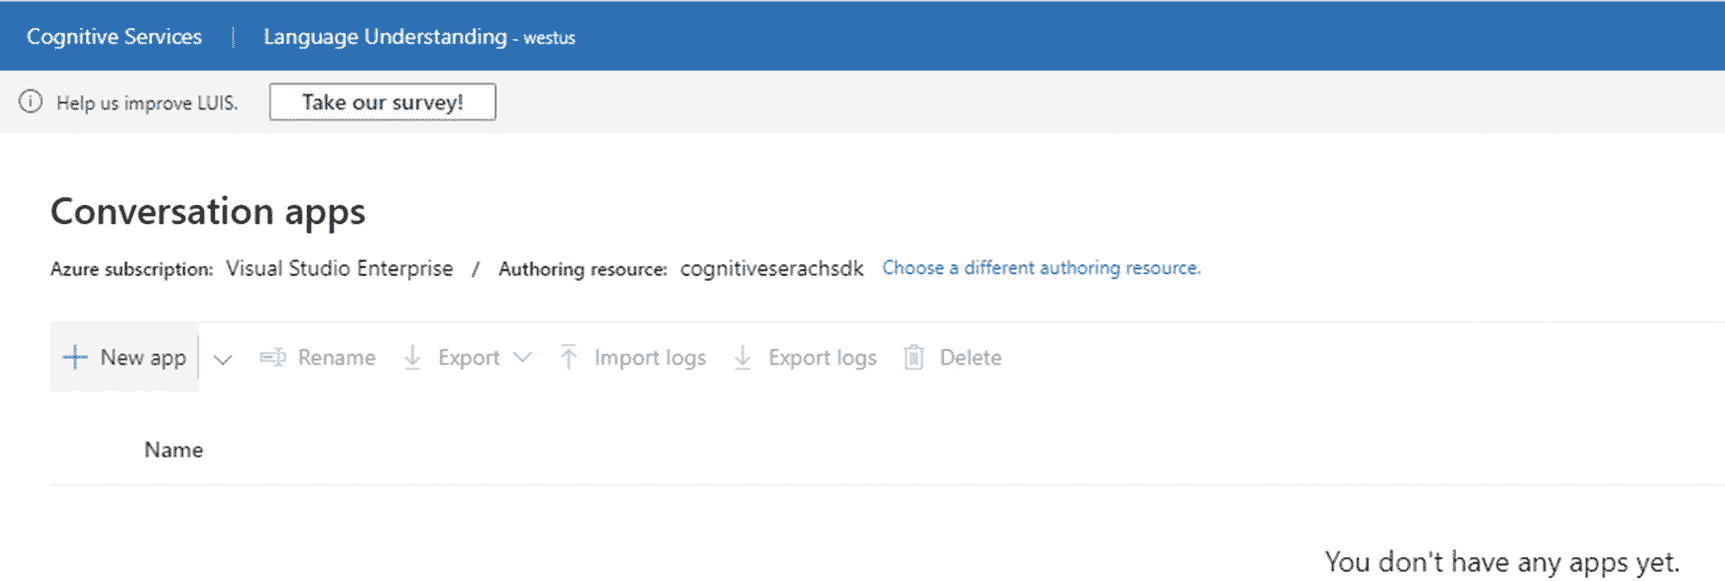 Cognitive Services | Language Understanding - westus
Help us improve LUIS. Take our survey!
Conversation apps
Azure subscription: Visual Studio Enterprise / Authoring resource: cognitiveserachsdk Choose a different authoring resource.
New app Rename Export Import logs Export logs Delete
Name
You don't have any apps yet.